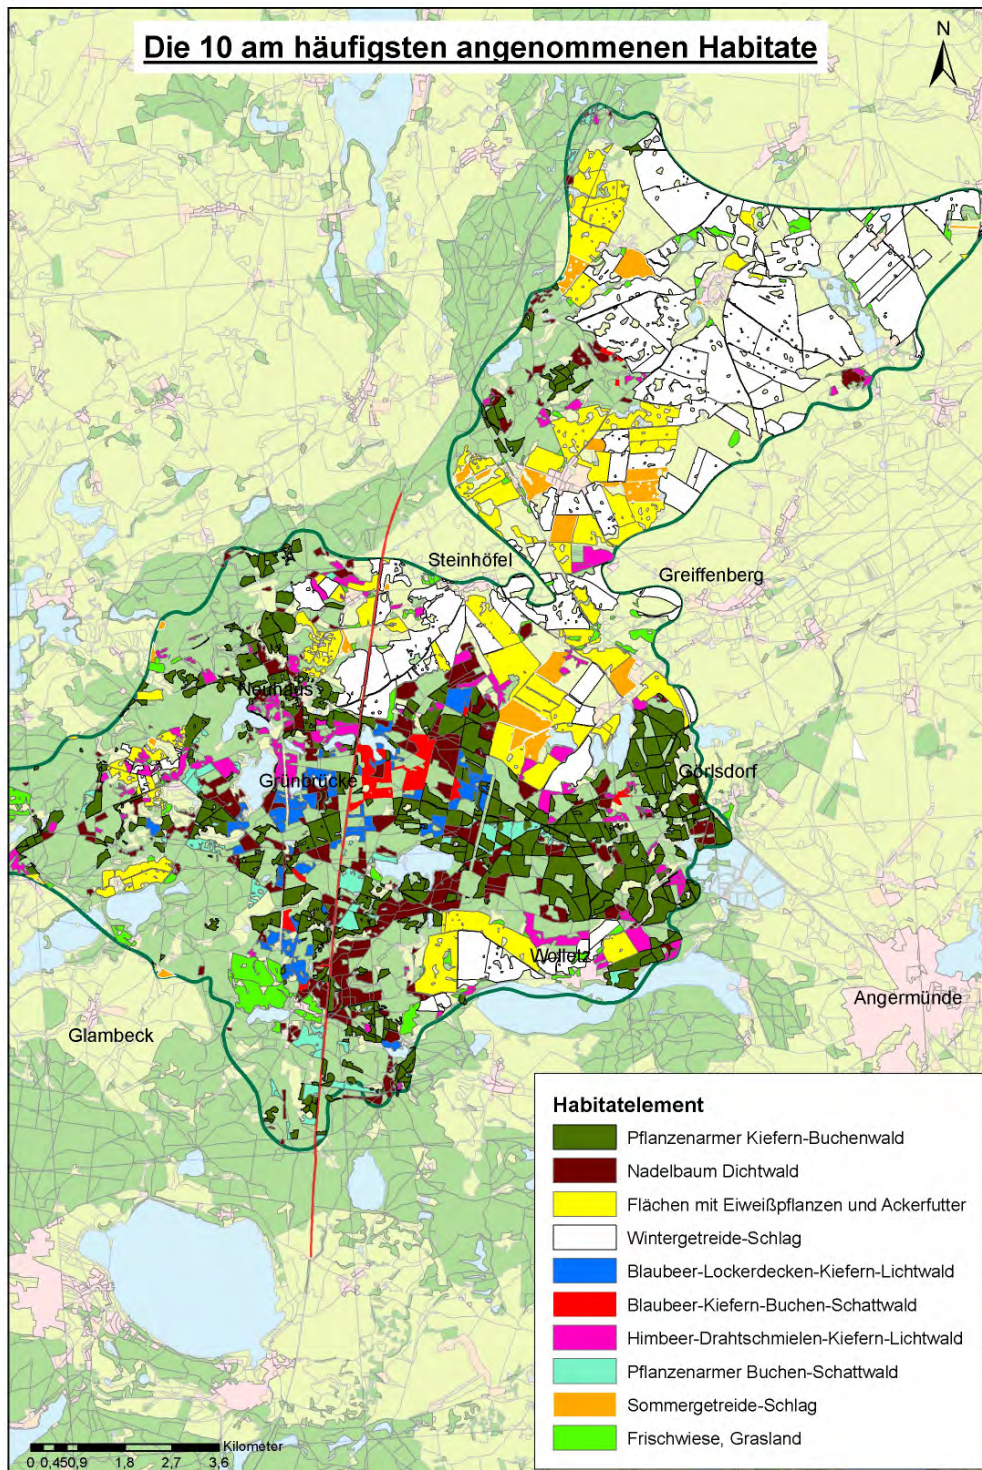 Die 10 am häufigsten angenommenen Habitate
N
Steinhöfel
Greiffenberg
Neuhaus
Grünbrücke
Görlsdorf
Wolletz
Angermünde
Glambeck
Habitatelement
Pflanzenarmer Kiefern-Buchenwald
Nadelbaum Dichtwald
Flächen mit Eiweißpflanzen und Ackerfutter
Wintergetreide-Schlag
Blaubeer-Lockerdecken-Kiefern-Lichtwald
Blaubeer-Kiefern-Buchen-Schattwald
Himbeer-Drahtschmielen-Kiefern-Lichtwald
Pflanzenarmer Buchen-Schattwald
Sommergetreide-Schlag
Frischwiese, Grasland
Kilometer
0 0,450,9 1,8 2,7 3,6